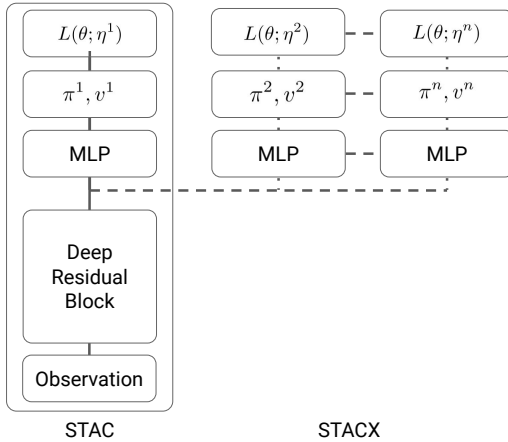 L(θ; η¹) L(θ; η²) L(θ; ηⁿ)
π¹, v¹ π², v² πⁿ, vⁿ
MLP MLP MLP
Deep
Residual
Block
Observation
STAC STACX